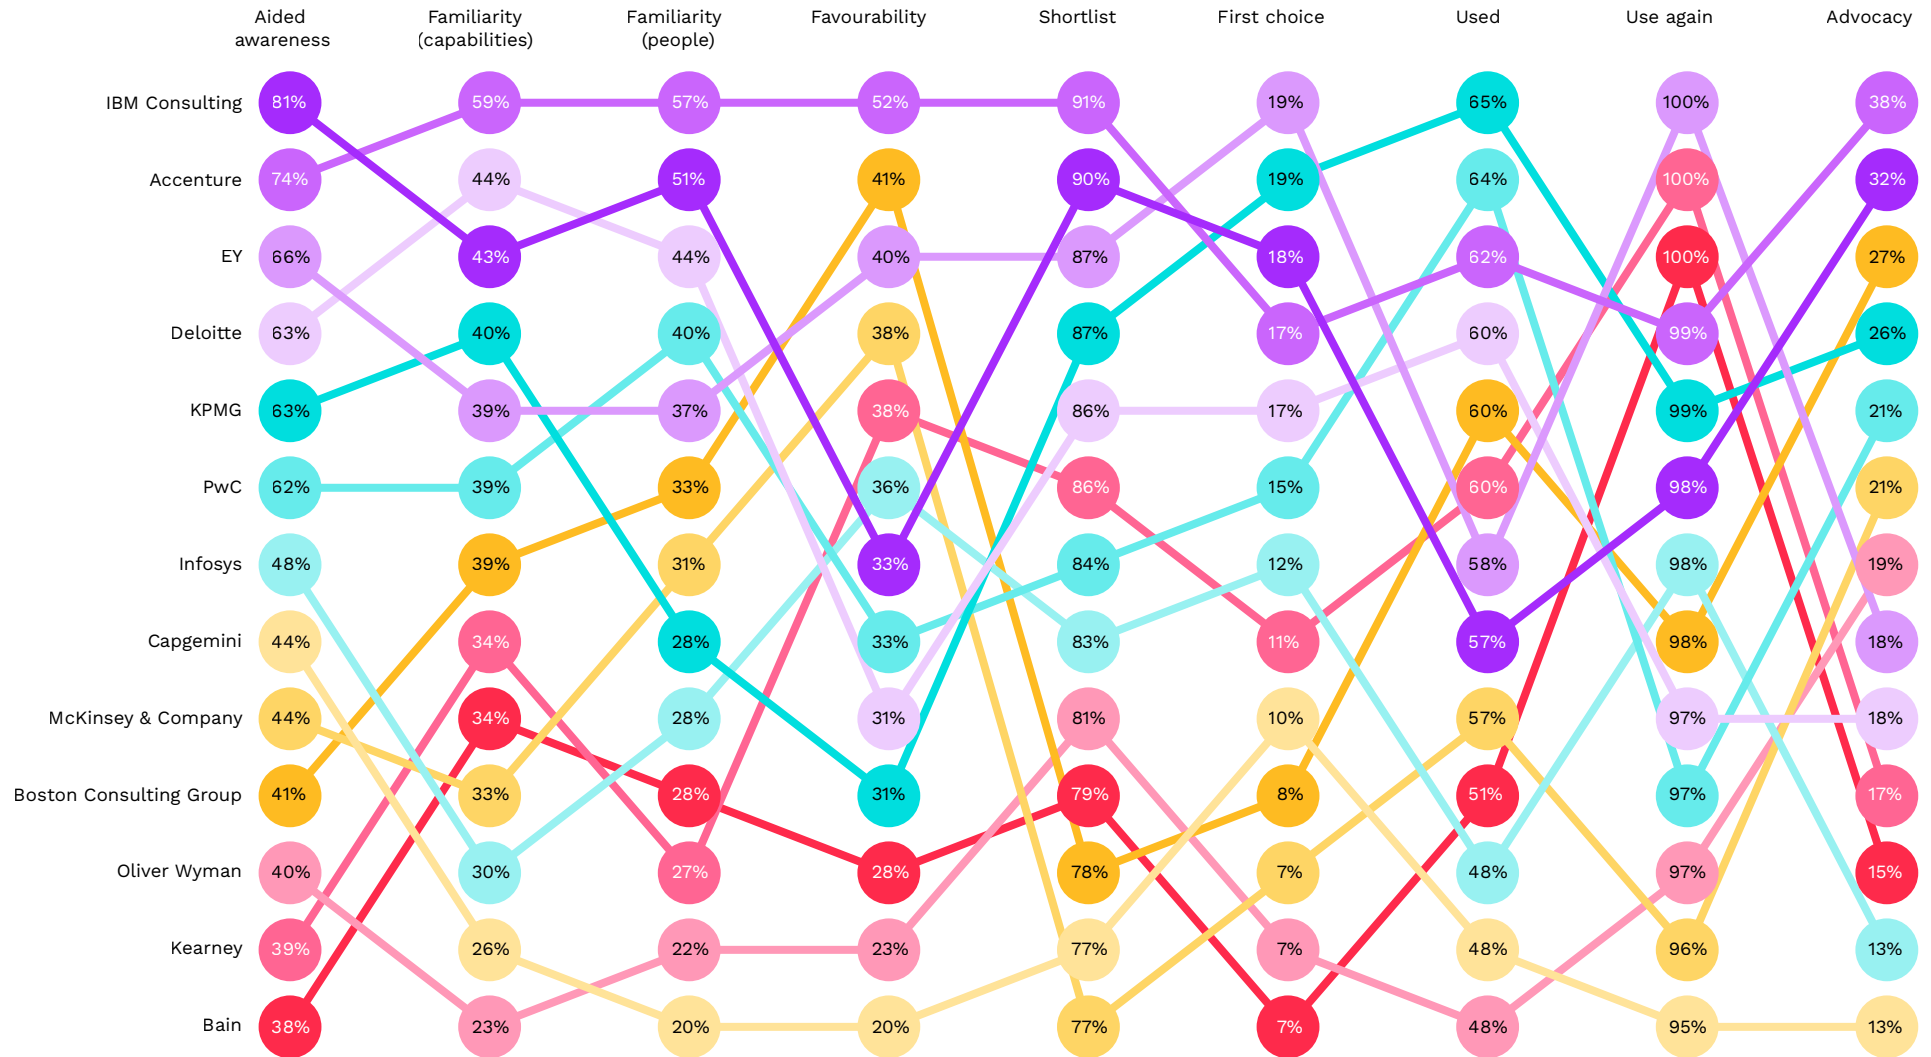 Aided awareness
Familiarity (capabilities)
Familiarity (people)
Favourability
Shortlist
First choice
Used
Use again
Advocacy
IBM Consulting 81% 59% 57% 52% 91% 19% 65% 100% 38%
Accenture 74% 44% 51% 41% 90% 19% 64% 100% 32%
EY 66% 43% 44% 40% 87% 18% 62% 100% 27%
Deloitte 63% 40% 40% 38% 87% 17% 60% 99% 26%
KPMG 63% 39% 37% 38% 86% 17% 60% 99% 21%
PwC 62% 39% 33% 36% 86% 15% 60% 98% 21%
Infosys 48% 39% 31% 33% 84% 12% 58% 98% 19%
Capgemini 44% 34% 28% 33% 83% 11% 57% 98% 18%
McKinsey & Company 44% 34% 28% 31% 81% 10% 57% 97% 18%
Boston Consulting Group 41% 33% 28% 31% 79% 8% 51% 97% 17%
Oliver Wyman 40% 30% 27% 28% 78% 7% 48% 97% 15%
Kearney 39% 26% 22% 23% 77% 7% 48% 96% 13%
Bain 38% 23% 20% 20% 77% 7% 48% 95% 13%